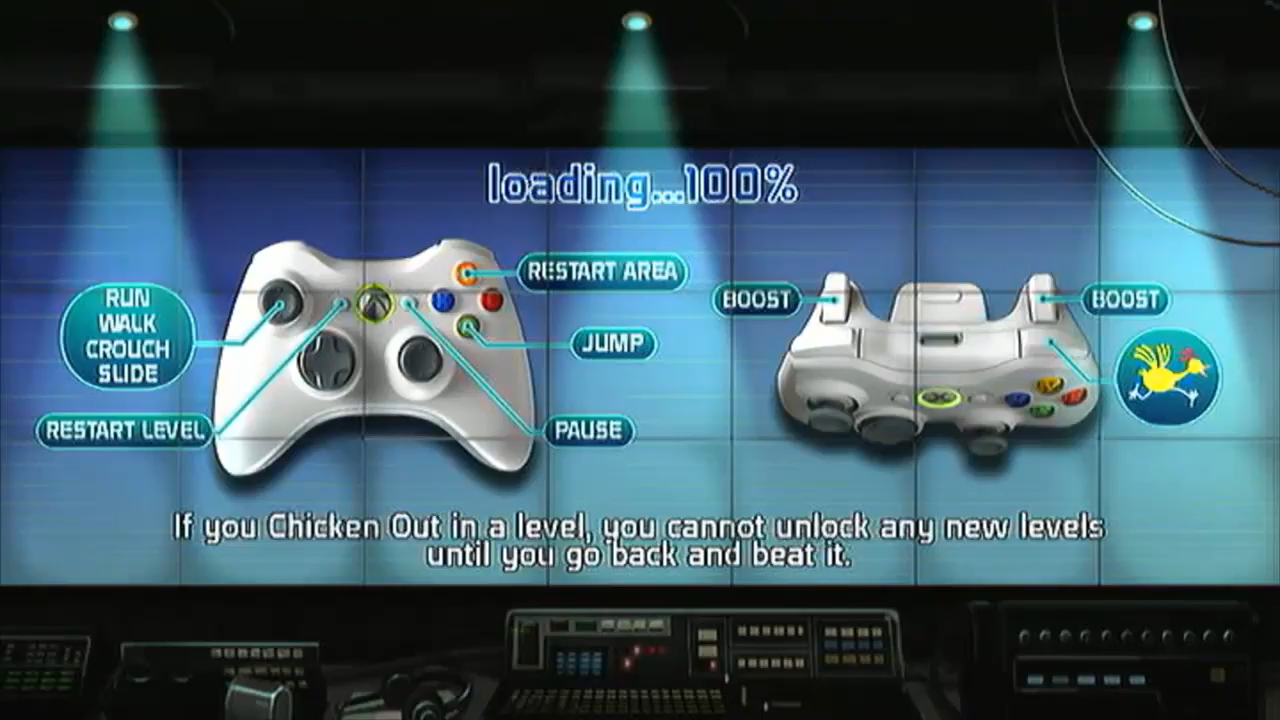 loading...100%
RESTART AREA
RUN
WALK
CROUCH
SLIDE
JUMP
RESTART LEVEL
PAUSE
BOOST
BOOST
If you Chicken Out in a level, you cannot unlock any new levels
until you go back and beat it.